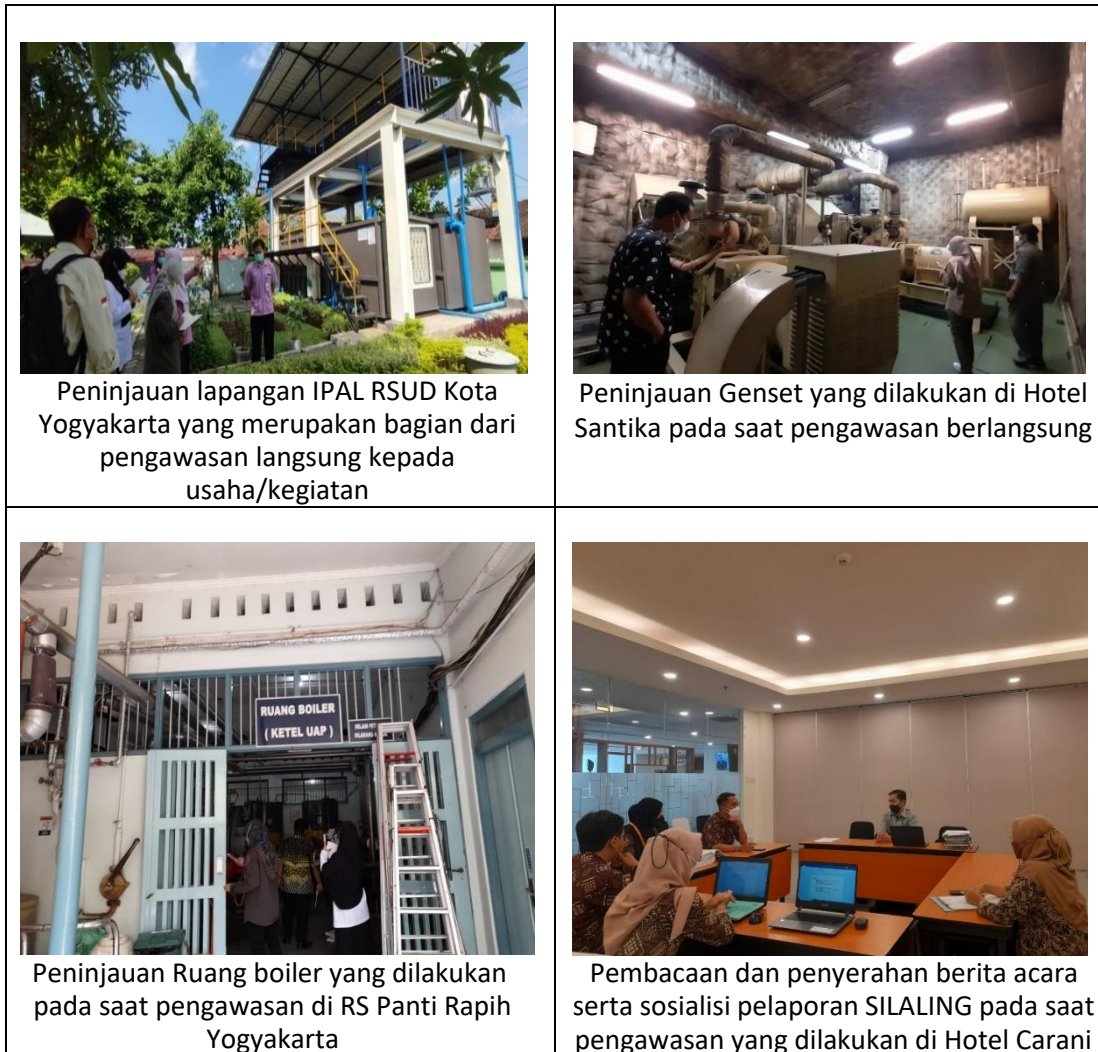 Peninjauan lapangan IPAL RSUD Kota
Yogyakarta yang merupakan bagian dari
pengawasan langsung kepada
usaha/kegiatan
Peninjauan Genset yang dilakukan di Hotel
Santika pada saat pengawasan berlangsung
RUANG BOILER
( KETEL UAP )
SELAIN
DILARANG
Peninjauan Ruang boiler yang dilakukan
pada saat pengawasan di RS Panti Rapih
Yogyakarta
Pembacaan dan penyerahan berita acara
serta sosialisi pelaporan SILALING pada saat
pengawasan yang dilakukan di Hotel Carani